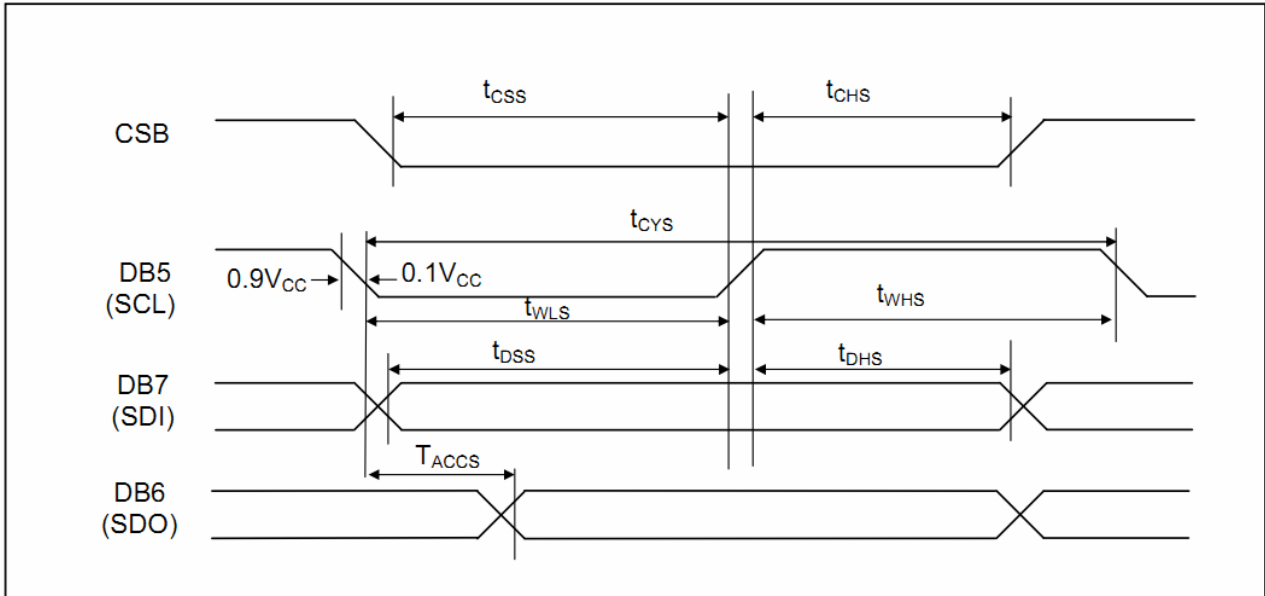 tCSS
tCHS
CSB
tCYS
DB5
(SCL)
0.9VCC
0.1VCC
tWLS
tWHS
tDSS
tDHS
DB7
(SDI)
TACCS
DB6
(SDO)